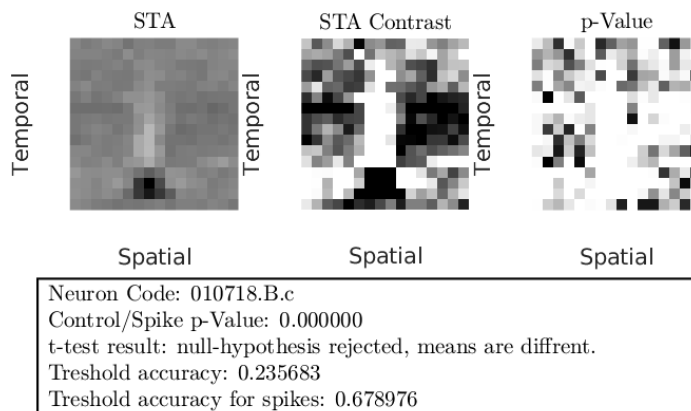 STA
STA Contrast
p-Value
Temporal
Temporal
Temporal
Spatial
Spatial
Spatial
Neuron Code: 010718.B.c
Control/Spike p-Value: 0.000000
t-test result: null-hypothesis rejected, means are diffrent.
Treshold accuracy: 0.235683
Treshold accuracy for spikes: 0.678976